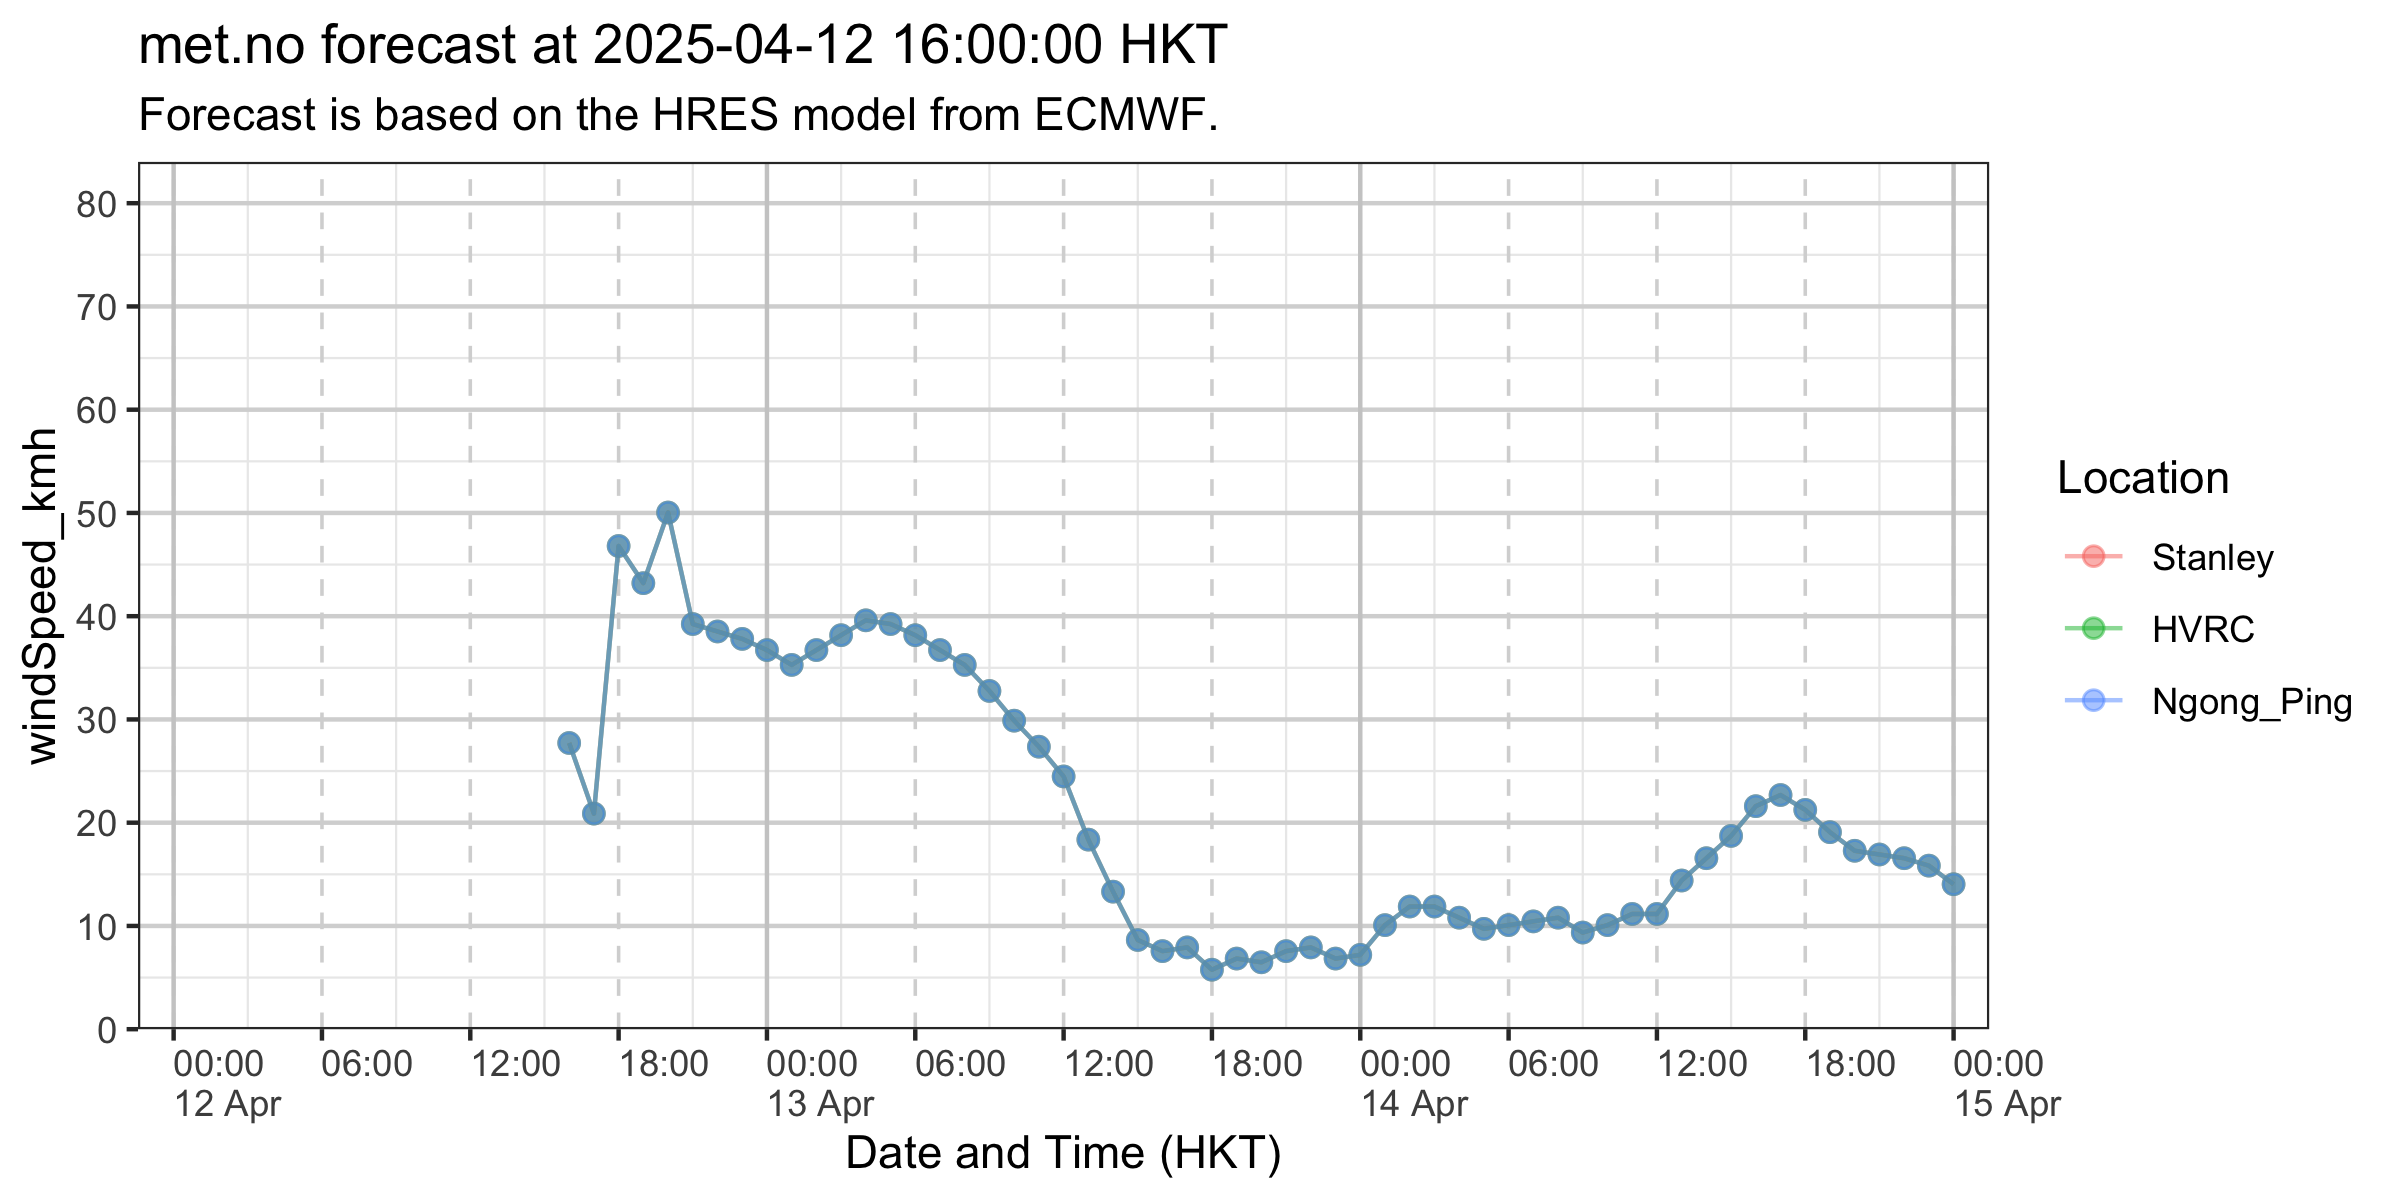 met.no forecast at 2025-04-12 16:00:00 HKT
Forecast is based on the HRES model from ECMWF.
windSpeed_kmh
80
70
60
50
40
30
20
10
0
00:00 06:00 12:00 18:00 00:00 06:00 12:00 18:00 00:00 06:00 12:00 18:00 00:00
12 Apr 13 Apr 14 Apr 15 Apr
Date and Time (HKT)
Location
Stanley
HVRC
Ngong_Ping